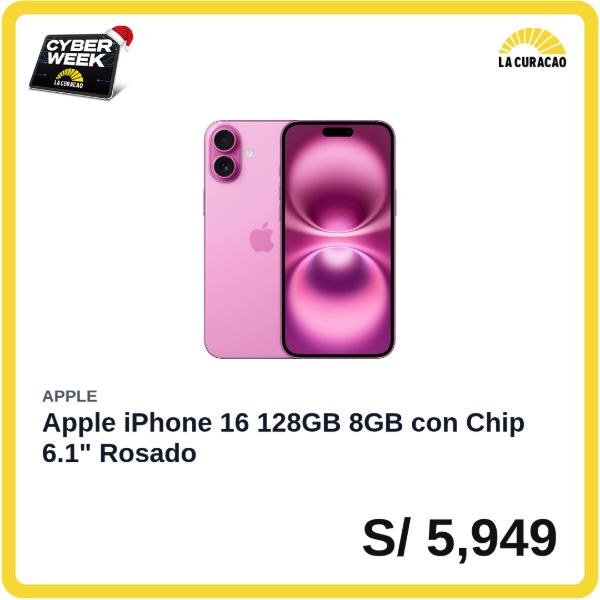 CYBER
WEEK
LA CURACAO
LA CURACAO
APPLE
Apple iPhone 16 128GB 8GB con Chip
6.1" Rosado
S/ 5,949